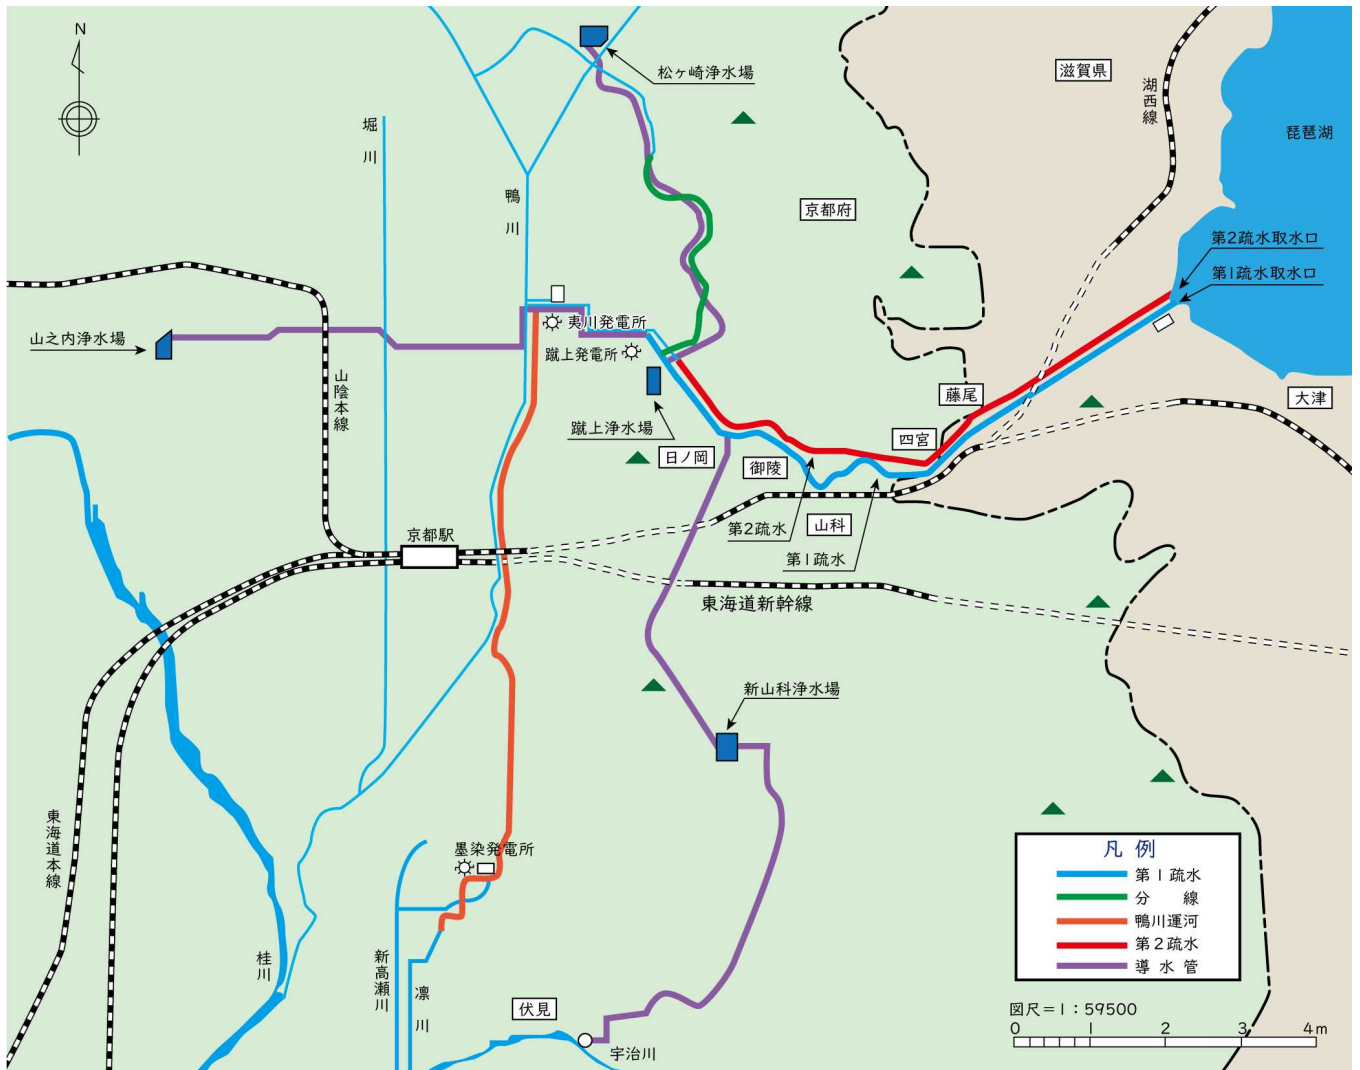 N
松ヶ崎浄水場
滋賀県
湖西線
琵琶湖
堀川
鴨川
京都府
第2疏水取水口
第1疏水取水口
夷川発電所
山之内浄水場
蹴上発電所
山陰本線
藤尾
大津
蹴上浄水場
四宮
日ノ岡
御陵
京都駅
第2疏水
山科
第1疏水
東海道新幹線
新山科浄水場
東海道本線
墨染発電所
凡例
第1疏水
分線
鴨川運河
第2疏水
導水管
桂川
新高瀬川
凛川
伏見
宇治川
図尺=1:59500
0 1 2 3 4m